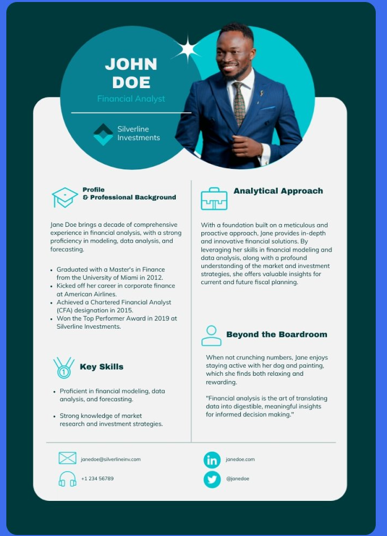 JOHN
DOE
Financial Analyst
Silverline
Investments
Profile
& Professional Background
Jane Doe brings a decade of comprehensive
experience in financial analysis, with a strong
proficiency in modeling, data analysis, and
forecasting.
Graduated with a Master's in Finance
from the University of Miami in 2012.
Kicked off her career in corporate finance
at American Airlines.
Achieved a Chartered Financial Analyst
(CFA) designation in 2015.
Won the Top Performer Award in 2019 at
Silverline Investments.
Key Skills
Proficient in financial modeling, data
analysis, and forecasting.
Strong knowledge of market
research and investment strategies.
Analytical Approach
With a foundation built on a meticulous and
proactive approach, Jane provides in-depth
and innovative financial solutions. By
leveraging her skills in financial modeling and
data analysis, along with a profound
understanding of the market and investment
strategies, she offers valuable insights for
current and future fiscal planning.
Beyond the Boardroom
When not crunching numbers, Jane enjoys
staying active with her dog and painting,
which she finds both relaxing and
rewarding.
"Financial analysis is the art of translating
data into digestible, meaningful insights
for informed decision making."
janedoe@silverlineinv.com
+1 234 56789
janedoe.com
@janedoe